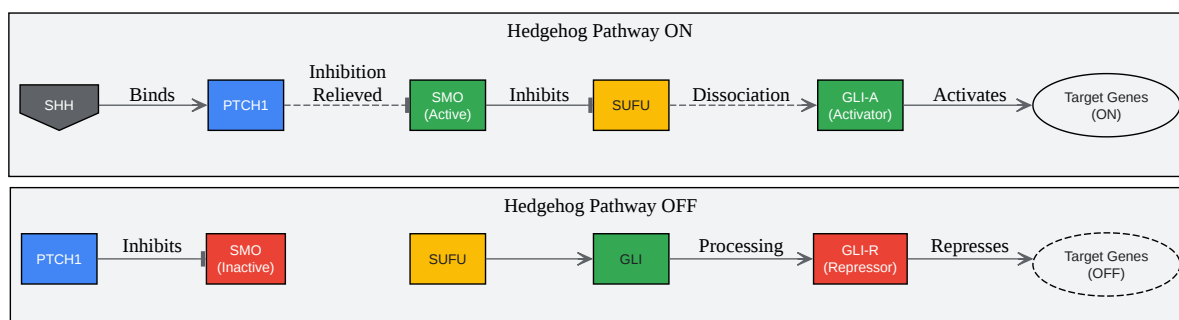 Hedgehog Pathway ON
SHH
Binds
PTCH1
Inhibition
Relieved
SMO
(Active)
Inhibits
SUFU
Dissociation
GLI-A
(Activator)
Activates
Target Genes
(ON)
Hedgehog Pathway OFF
PTCH1
Inhibits
SMO
(Inactive)
SUFU
GLI
Processing
GLI-R
(Repressor)
Represses
Target Genes
(OFF)